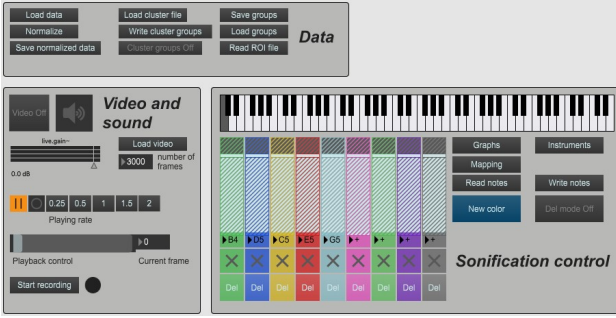 Load data
Load cluster file
Save groups
Normalize
Write cluster groups
Load groups
Save normalized data
Cluster groups Off
Read ROI file
Data
Video Off
Video and
sound
live.gain~
0.0 dB
Load video
3000
number of
frames
0.25 0.5 1 1.5 2
Playing rate
0
Playback control
Current frame
Start recording
B4 D5 C5 E5 G5 + + + +
Del Del Del Del Del Del Del Del Del
Graphs
Instruments
Mapping
Read notes
Write notes
New color
Del mode Off
Sonification control